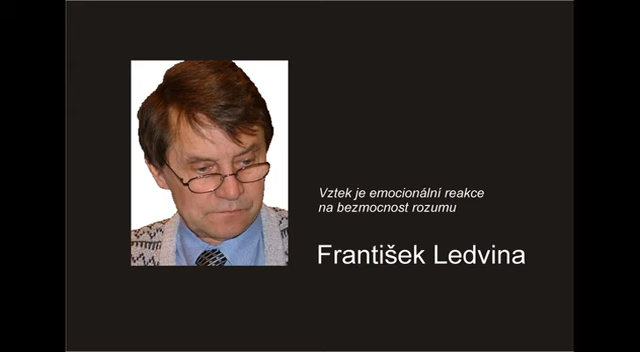 Vztek je emocionální reakce
na bezmocnost rozumu
František Ledvina